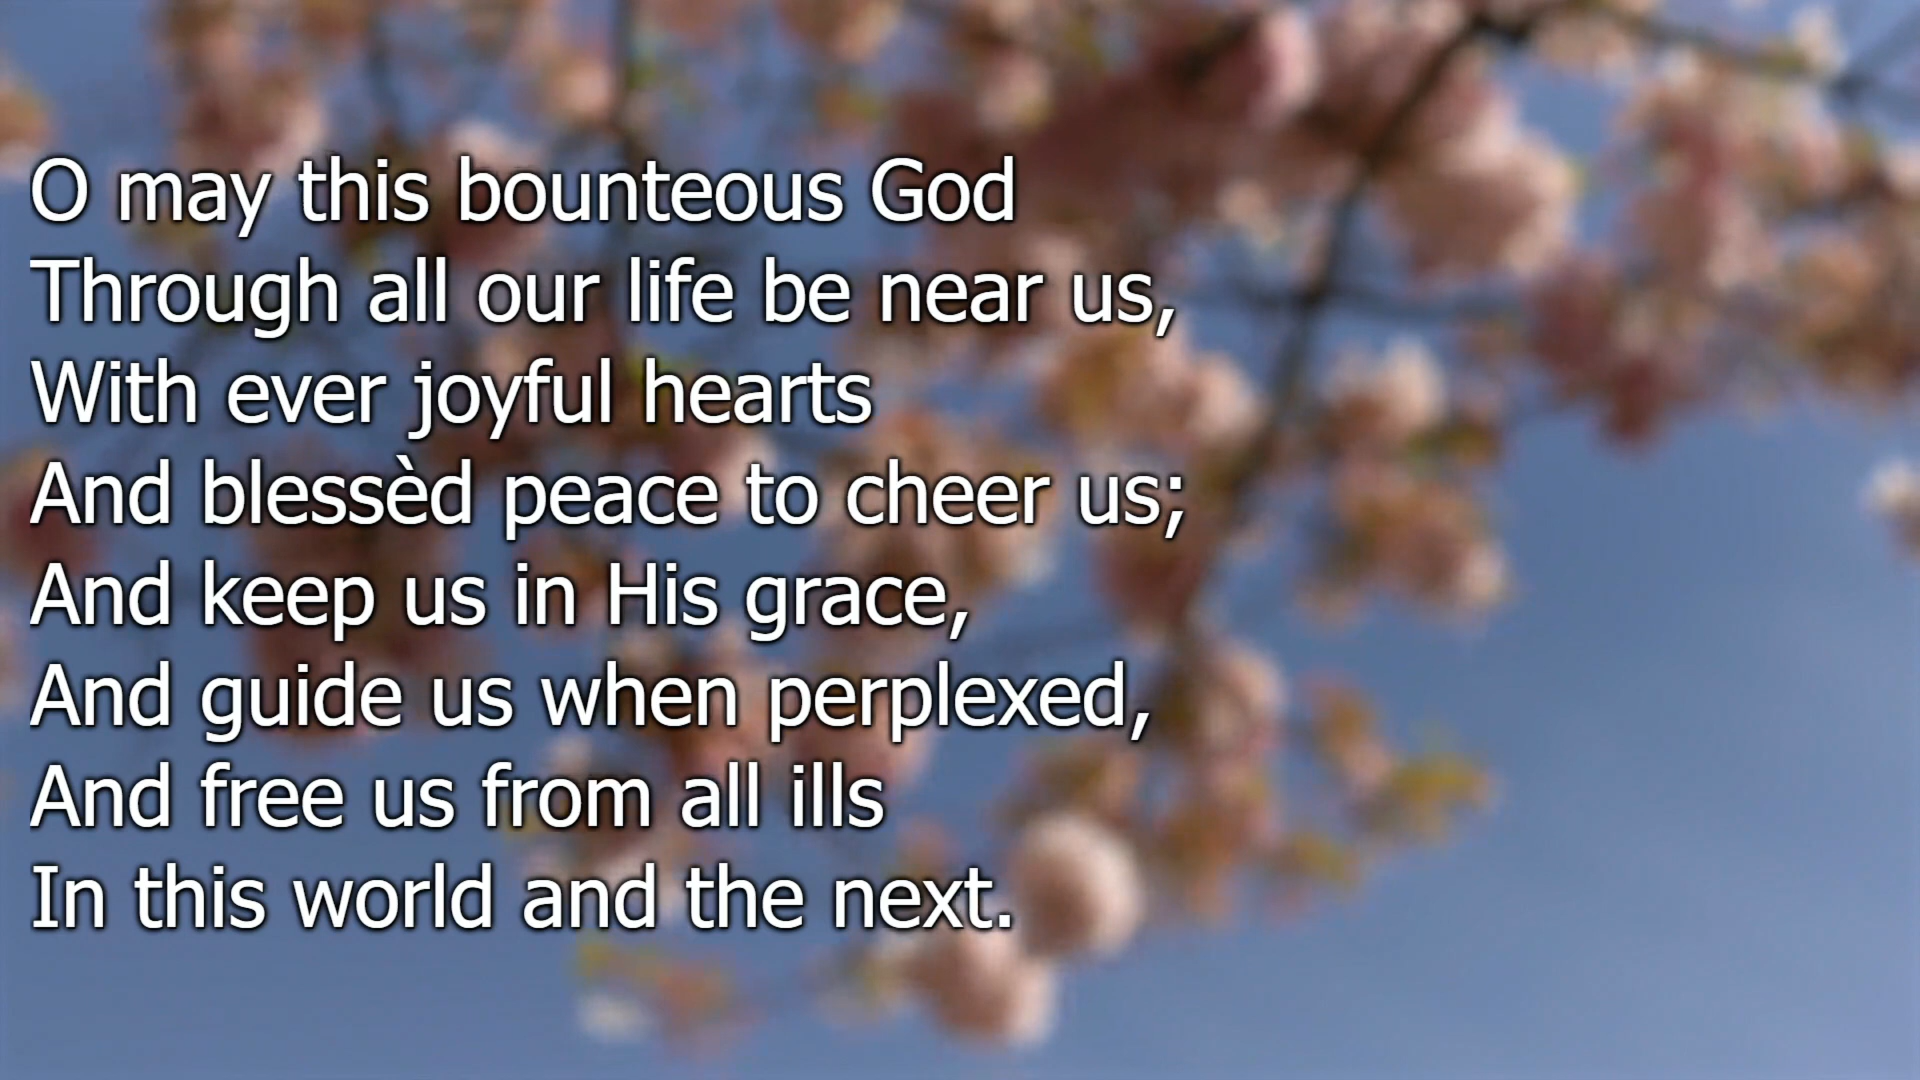 O may this bounteous God
Through all our life be near us,
With ever joyful hearts
And blessèd peace to cheer us;
And keep us in His grace,
And guide us when perplexed,
And free us from all ills
In this world and the next.